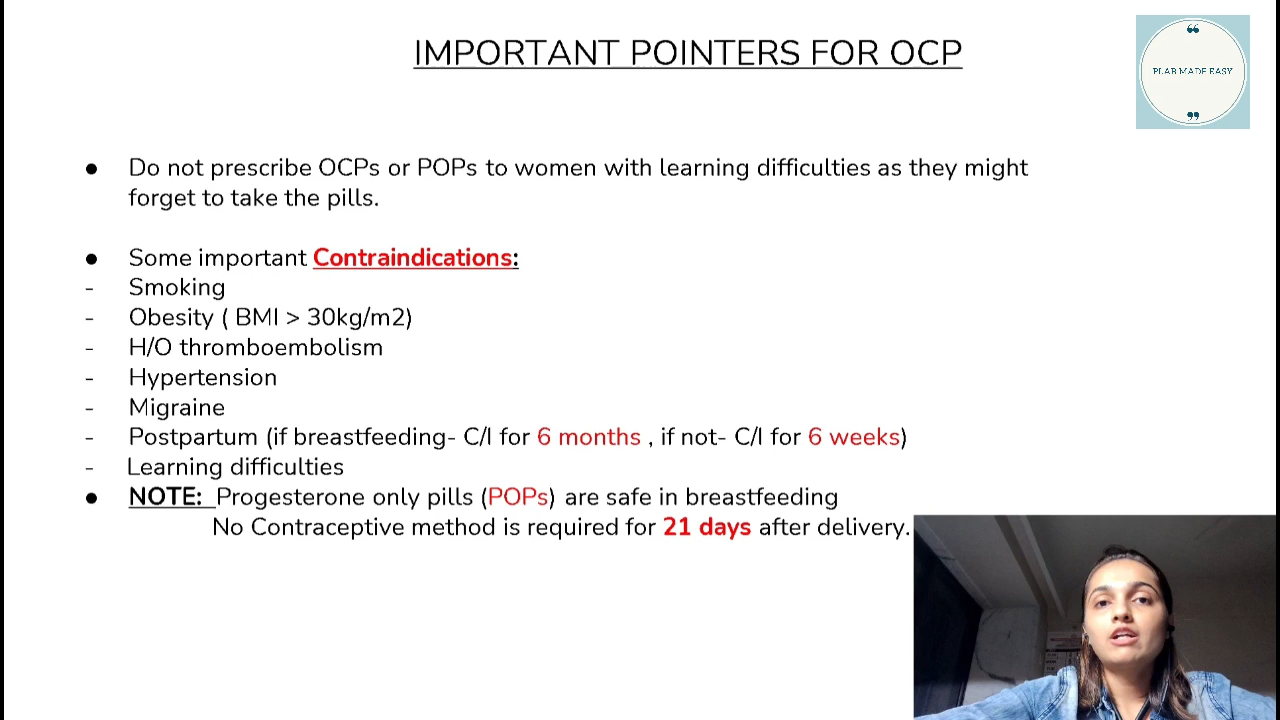 IMPORTANT POINTERS FOR OCP
❝
PLAB MADE EASY
❞
● Do not prescribe OCPs or POPs to women with learning difficulties as they might
forget to take the pills.
● Some important Contraindications:
- Smoking
- Obesity ( BMI > 30kg/m2)
- H/O thromboembolism
- Hypertension
- Migraine
- Postpartum (if breastfeeding- C/I for 6 months , if not- C/I for 6 weeks)
- Learning difficulties
● NOTE: Progesterone only pills (POPs) are safe in breastfeeding
No Contraceptive method is required for 21 days after delivery.